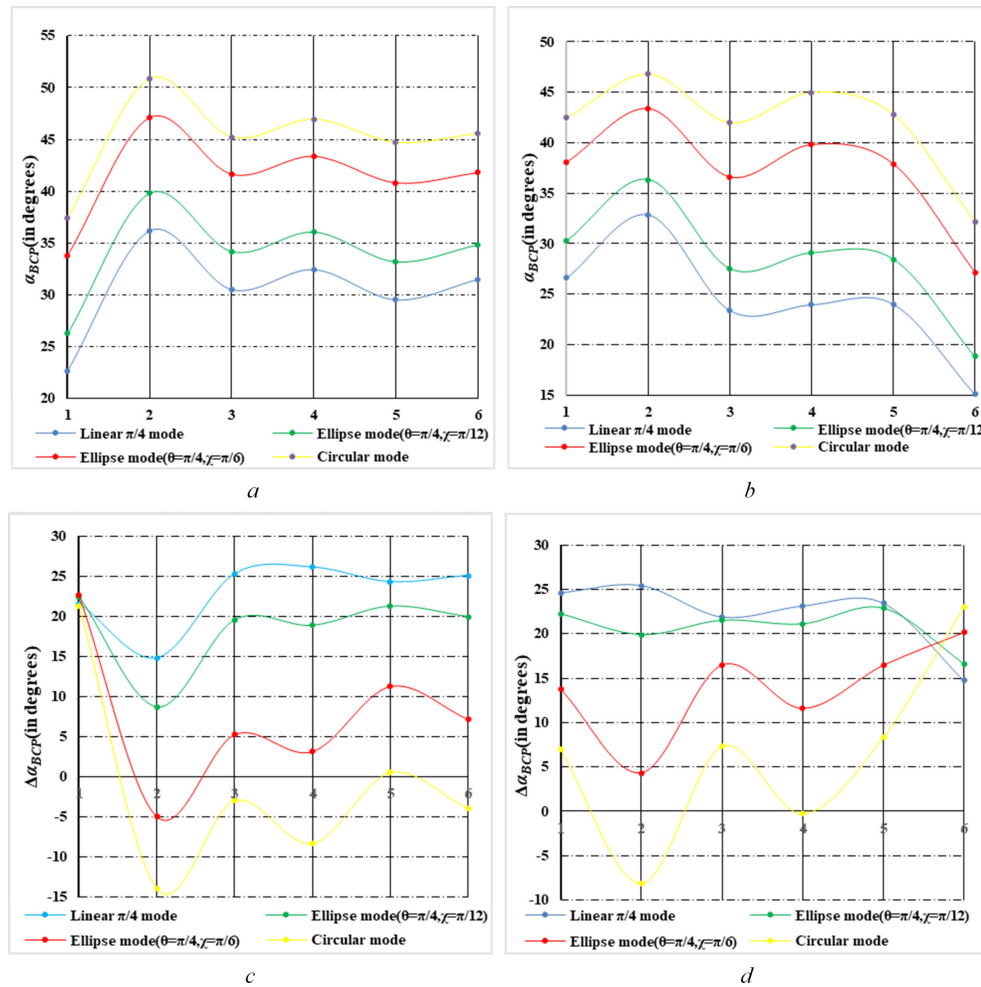 α_BCP(in degrees)
55
50
45
40
35
30
25
20
1 2 3 4 5 6
Linear π/4 mode Ellipse mode(θ=π/4,χ=π/12)
Ellipse mode(θ=π/4,χ=π/6) Circular mode
a
α_BCP(in degrees)
50
45
40
35
30
25
20
15
1 2 3 4 5 6
Linear π/4 mode Ellipse mode(θ=π/4,χ=π/12)
Ellipse mode(θ=π/4,χ=π/6) Circular mode
b
Δα_BCP(in degrees)
30
25
20
15
10
5
0
-5
-10
-15
1 2 3 4 5 6
Linear π/4 mode Ellipse mode(θ=π/4,χ=π/12)
Ellipse mode(θ=π/4,χ=π/6) Circular mode
c
Δα_BCP(in degrees)
30
25
20
15
10
5
0
-5
-10
1 2 3 4 5 6
Linear π/4 mode Ellipse mode(θ=π/4,χ=π/12)
Ellipse mode(θ=π/4,χ=π/6) Circular mode
d